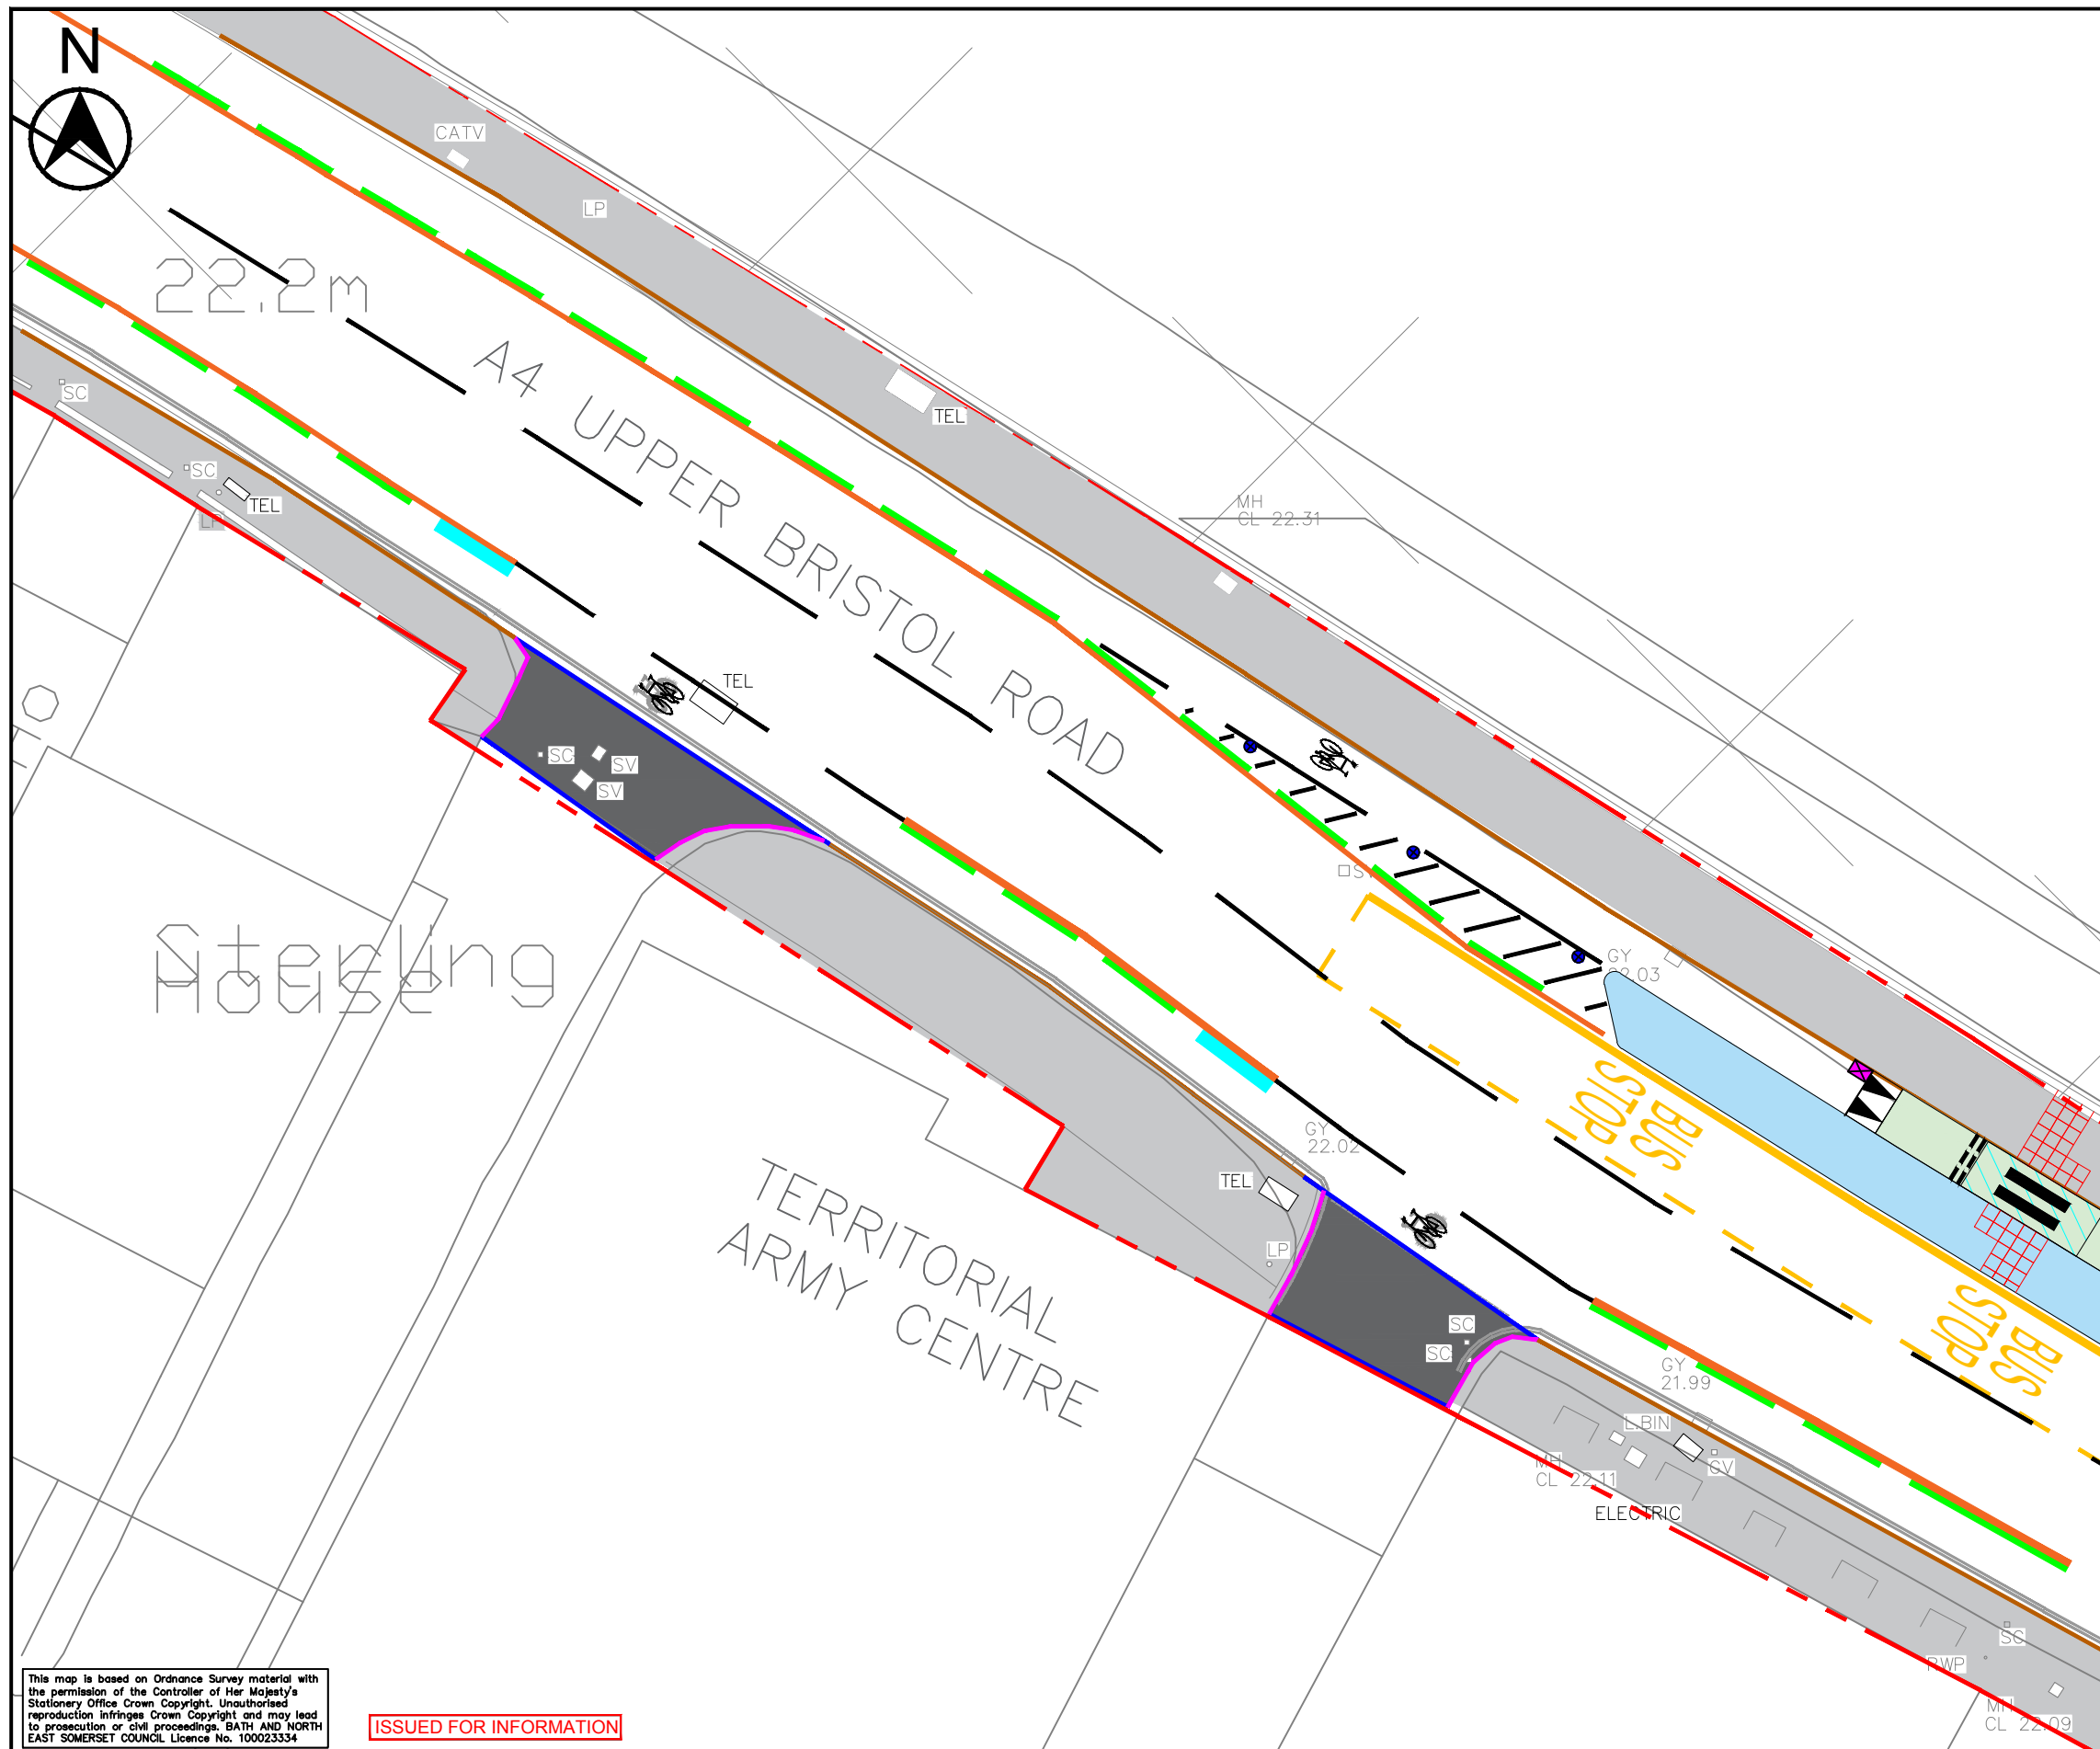 N
CATV
LP
22.2m
A4 UPPER BRISTOL ROAD
SC
TEL
SC
TEL
LP
MH
CL 22.31
TEL
SC
SV
SV
Sterling
House
GY
22.03
BUS
STOP
GY
22.02
TEL
TERRITORIAL
ARMY CENTRE
LP
BUS
STOP
SC
SC
GY
21.99
L.BIN
GV
MH
CL 22.11
ELECTRIC
SC
RWP
MH
CL 22.09
This map is based on Ordnance Survey material with
the permission of the Controller of Her Majesty's
Stationery Office Crown Copyright. Unauthorised
reproduction infringes Crown Copyright and may lead
to prosecution or civil proceedings. BATH AND NORTH
EAST SOMERSET COUNCIL Licence No. 100023334
ISSUED FOR INFORMATION